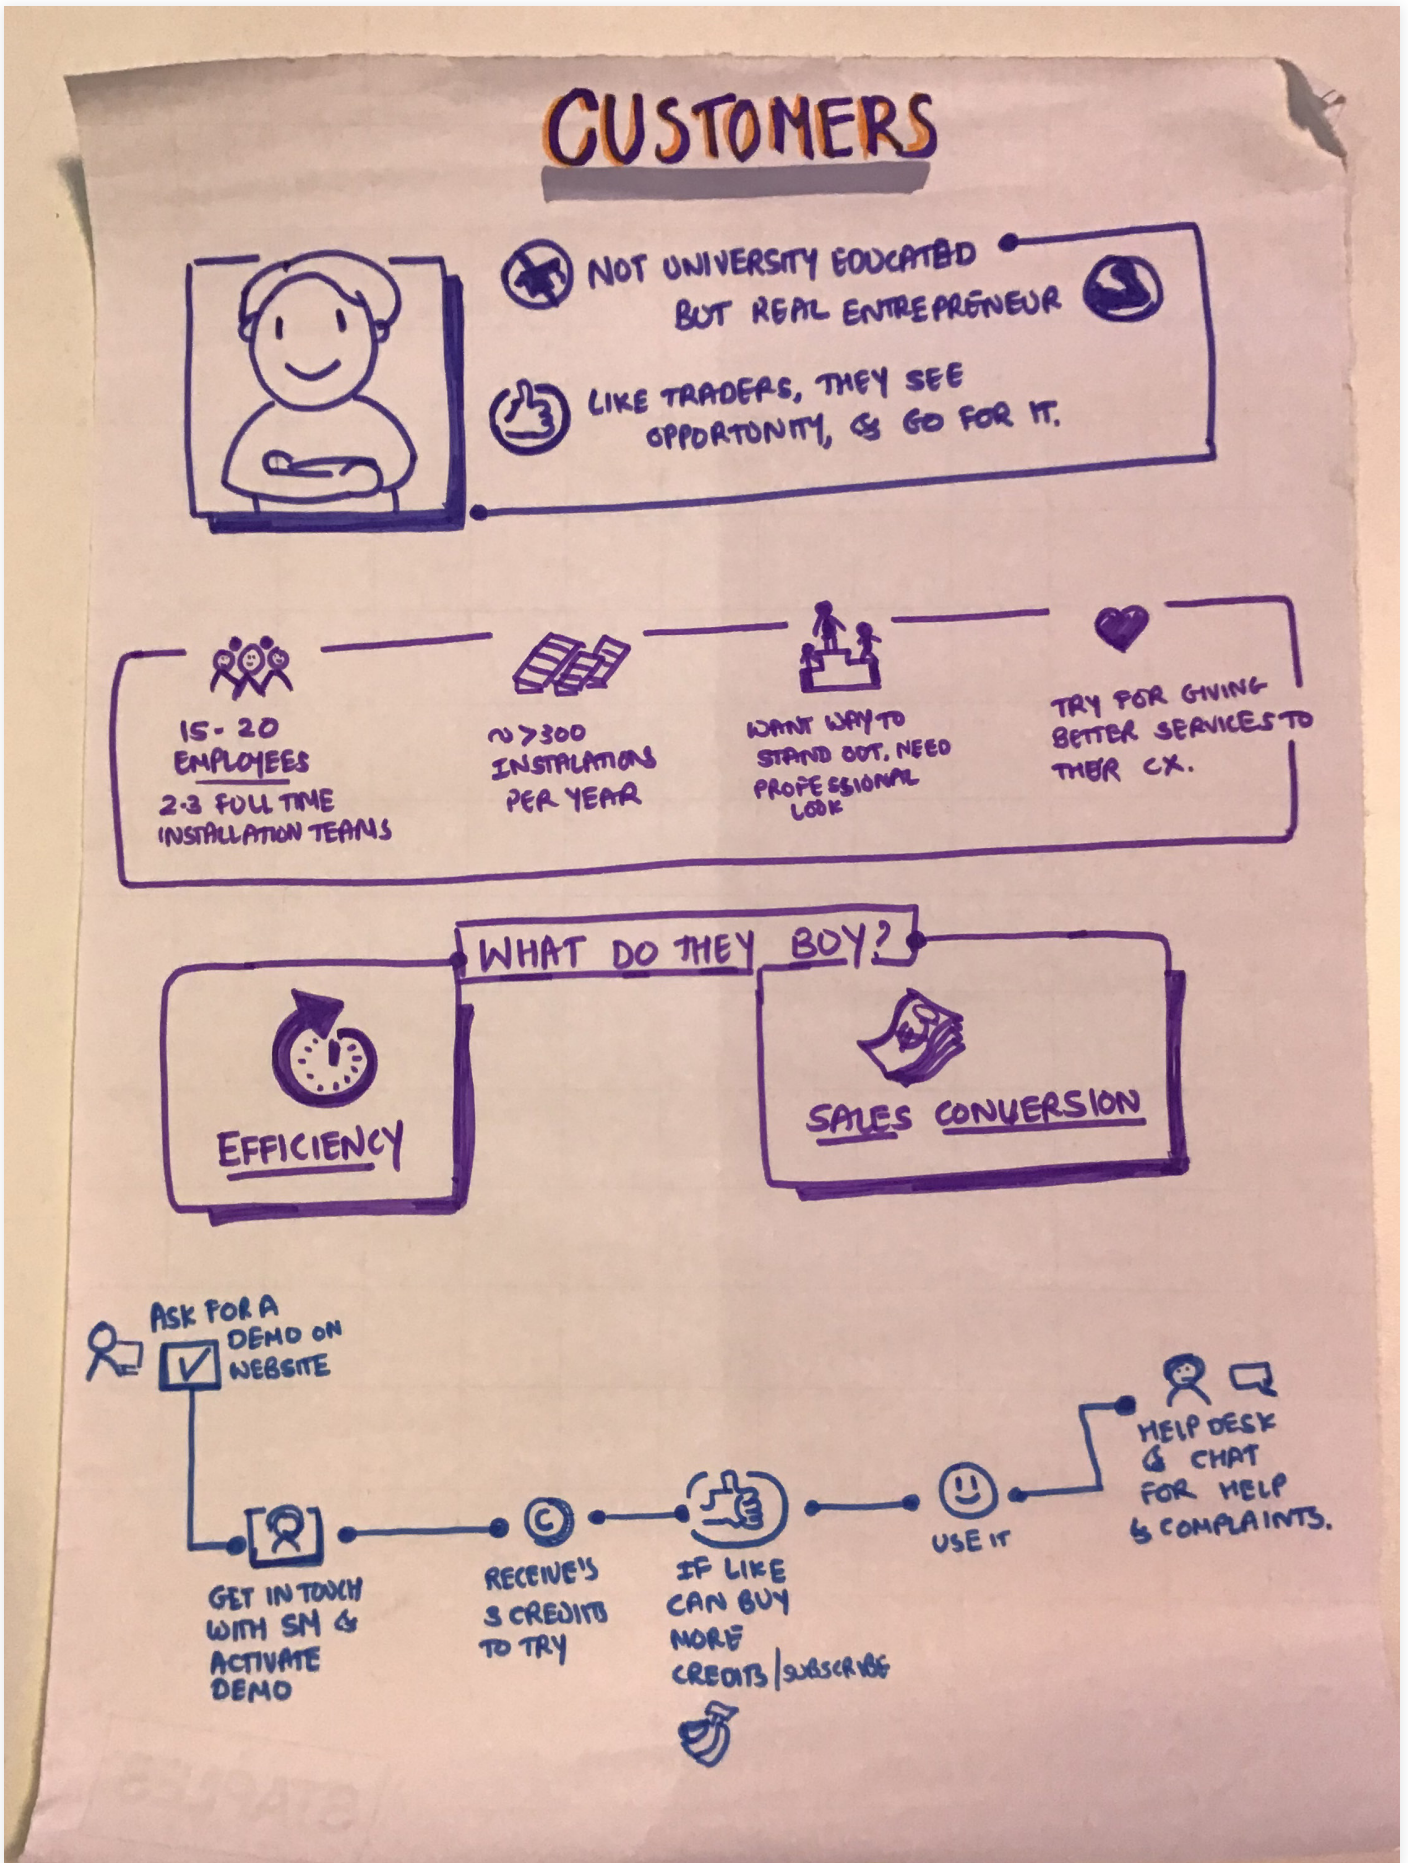 CUSTOMERS
NOT UNIVERSITY EDUCATED
BUT REAL ENTREPRENEUR
LIKE TRADERS, THEY SEE
OPPORTUNITY, & GO FOR IT.
15-20
EMPLOYEES
2-3 FULL TIME
INSTALLATION TEAMS
~>300
INSTALATIONS
PER YEAR
WANT WAY TO
STAND OUT, NEED
PROFESSIONAL
LOOK
TRY FOR GIVING
BETTER SERVICES TO
THEIR CX.
WHAT DO THEY BUY?
EFFICIENCY
SALES CONVERSION
ASK FOR A
DEMO ON
WEBSITE
GET IN TOUCH
WITH SM &
ACTIVATE
DEMO
C
RECEIVE'S
3 CREDITS
TO TRY
IF LIKE
CAN BUY
MORE
CREDITS/SUBSCRIBE
USE IT
HELP DESK
& CHAT
FOR HELP
& COMPLAINTS.
STAPLES